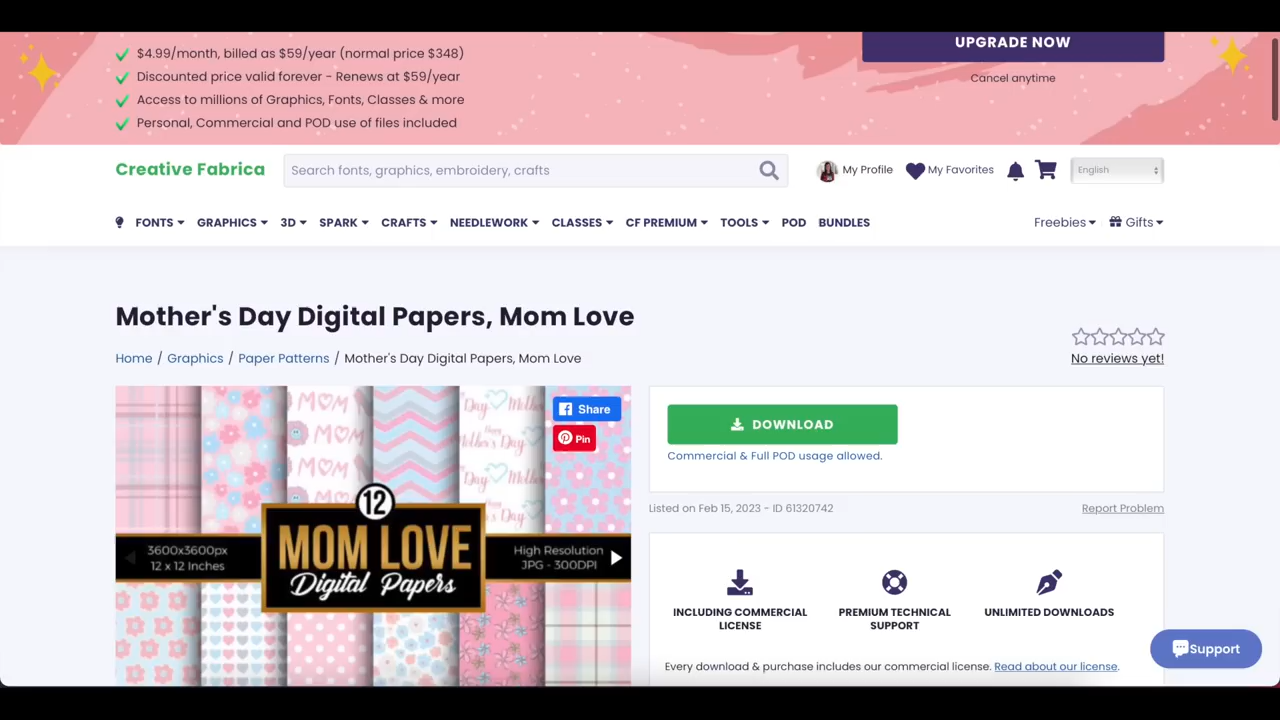 $4.99/month, billed as $59/year (normal price $348)
Discounted price valid forever - Renews at $59/year
Access to millions of Graphics, Fonts, Classes & more
Personal, Commercial and POD use of files included
UPGRADE NOW
Cancel anytime
Creative Fabrica
Search fonts, graphics, embroidery, crafts
My Profile
My Favorites
English
FONTS GRAPHICS 3D SPARK CRAFTS NEEDLEWORK CLASSES CF PREMIUM TOOLS POD BUNDLES
Freebies Gifts
Mother's Day Digital Papers, Mom Love
No reviews yet!
Home / Graphics / Paper Patterns / Mother's Day Digital Papers, Mom Love
Share
Pin
MOM
MOM
MOM
12
3600x3600px
12 x 12 Inches
MOM LOVE
Digital Papers
High Resolution
JPG - 300DPI
DOWNLOAD
Commercial & Full POD usage allowed.
Listed on Feb 15, 2023 - ID 61320742
Report Problem
INCLUDING COMMERCIAL
LICENSE
PREMIUM TECHNICAL
SUPPORT
UNLIMITED DOWNLOADS
Every download & purchase includes our commercial license. Read about our license.
Support